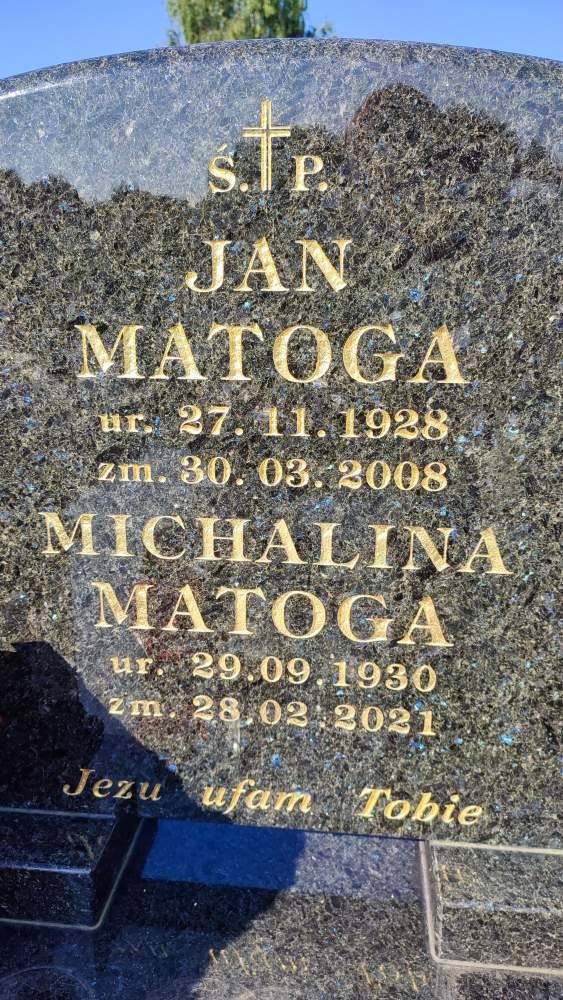 Ś. P.
JAN
MATOGA
ur. 27. 11. 1928
zm. 30. 03. 2008
MICHALINA
MATOGA
ur. 29.09.1930
zm. 28.02.2021
Jezu ufam Tobie